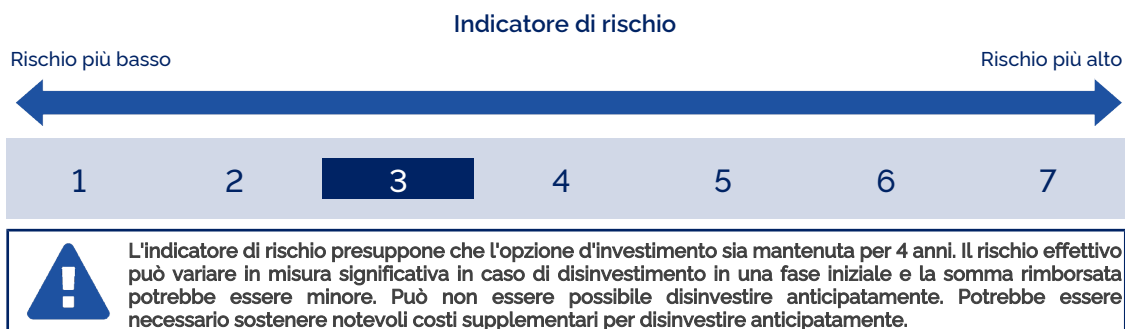 Indicatore di rischio
Rischio più basso Rischio più alto
1 2 3 4 5 6 7
L'indicatore di rischio presuppone che l'opzione d'investimento sia mantenuta per 4 anni. Il rischio effettivo
può variare in misura significativa in caso di disinvestimento in una fase iniziale e la somma rimborsata
potrebbe essere minore. Può non essere possibile disinvestire anticipatamente. Potrebbe essere
necessario sostenere notevoli costi supplementari per disinvestire anticipatamente.